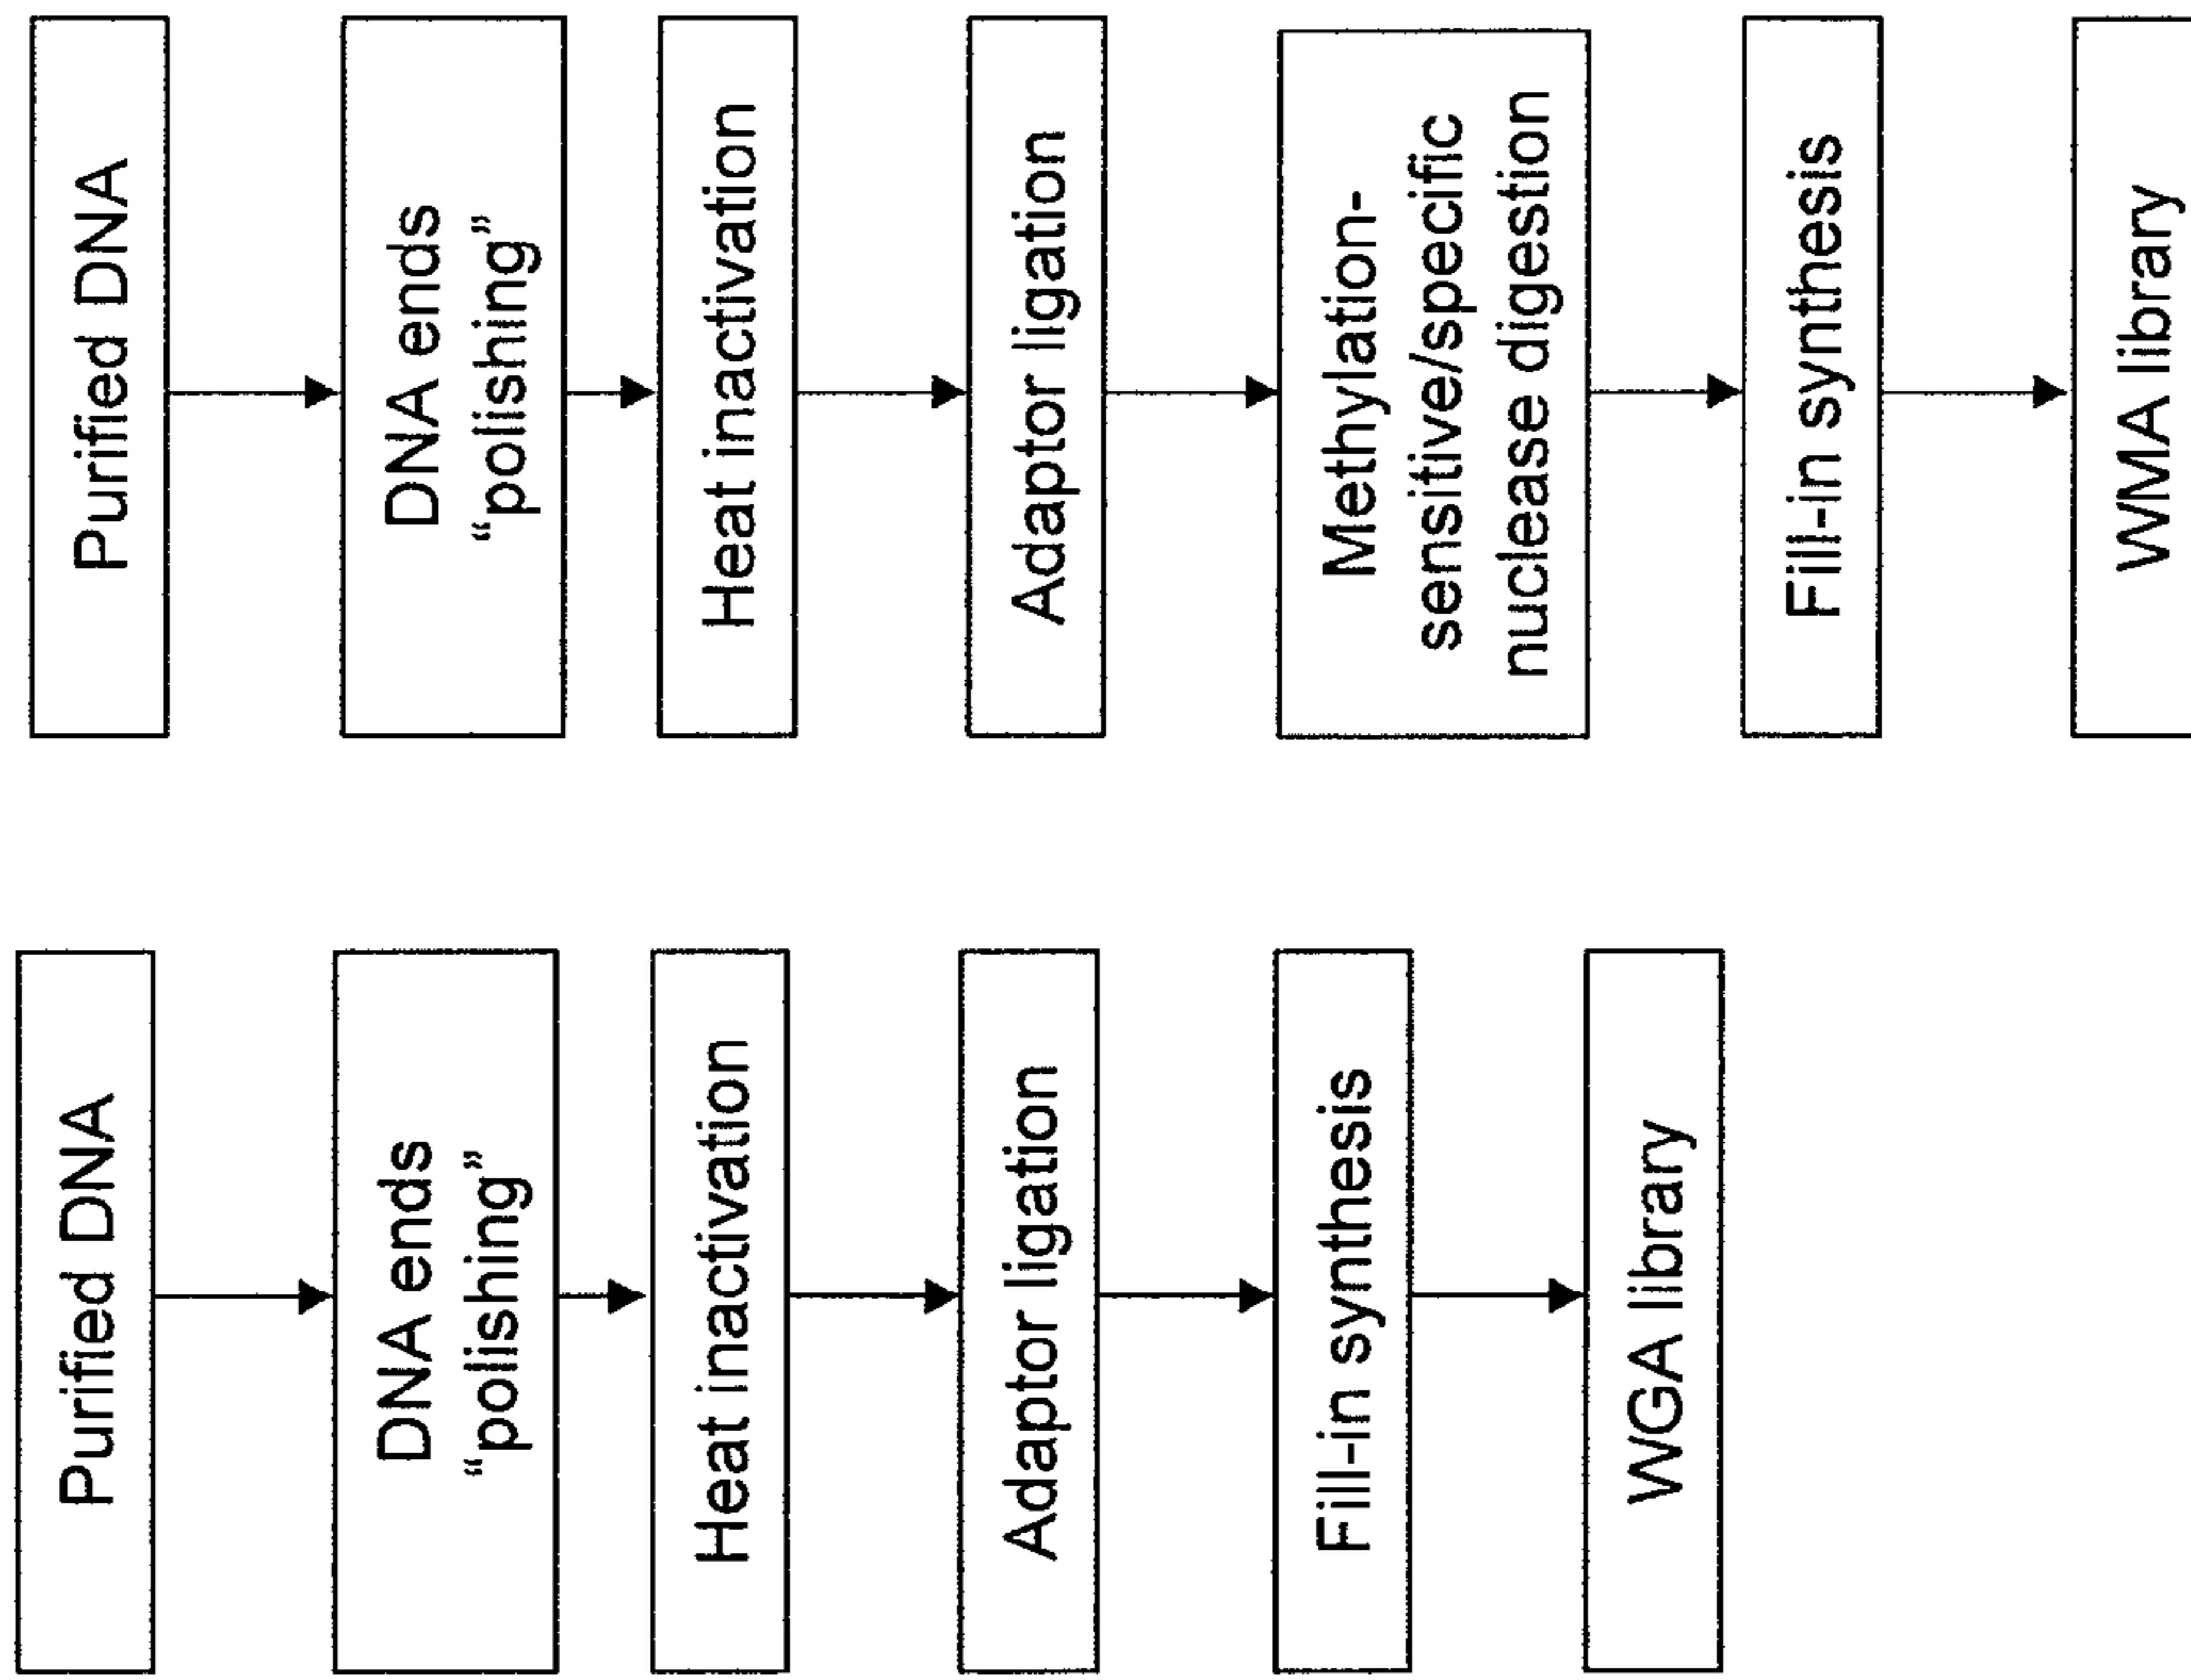 Purified DNA
DNA ends
“polishing”
Heat inactivation
Adaptor ligation
Fill-in synthesis
WGA library
Purified DNA
DNA ends
“polishing”
Heat inactivation
Adaptor ligation
Methylation-
sensitive/specific
nuclease digestion
Fill-in synthesis
WMA library